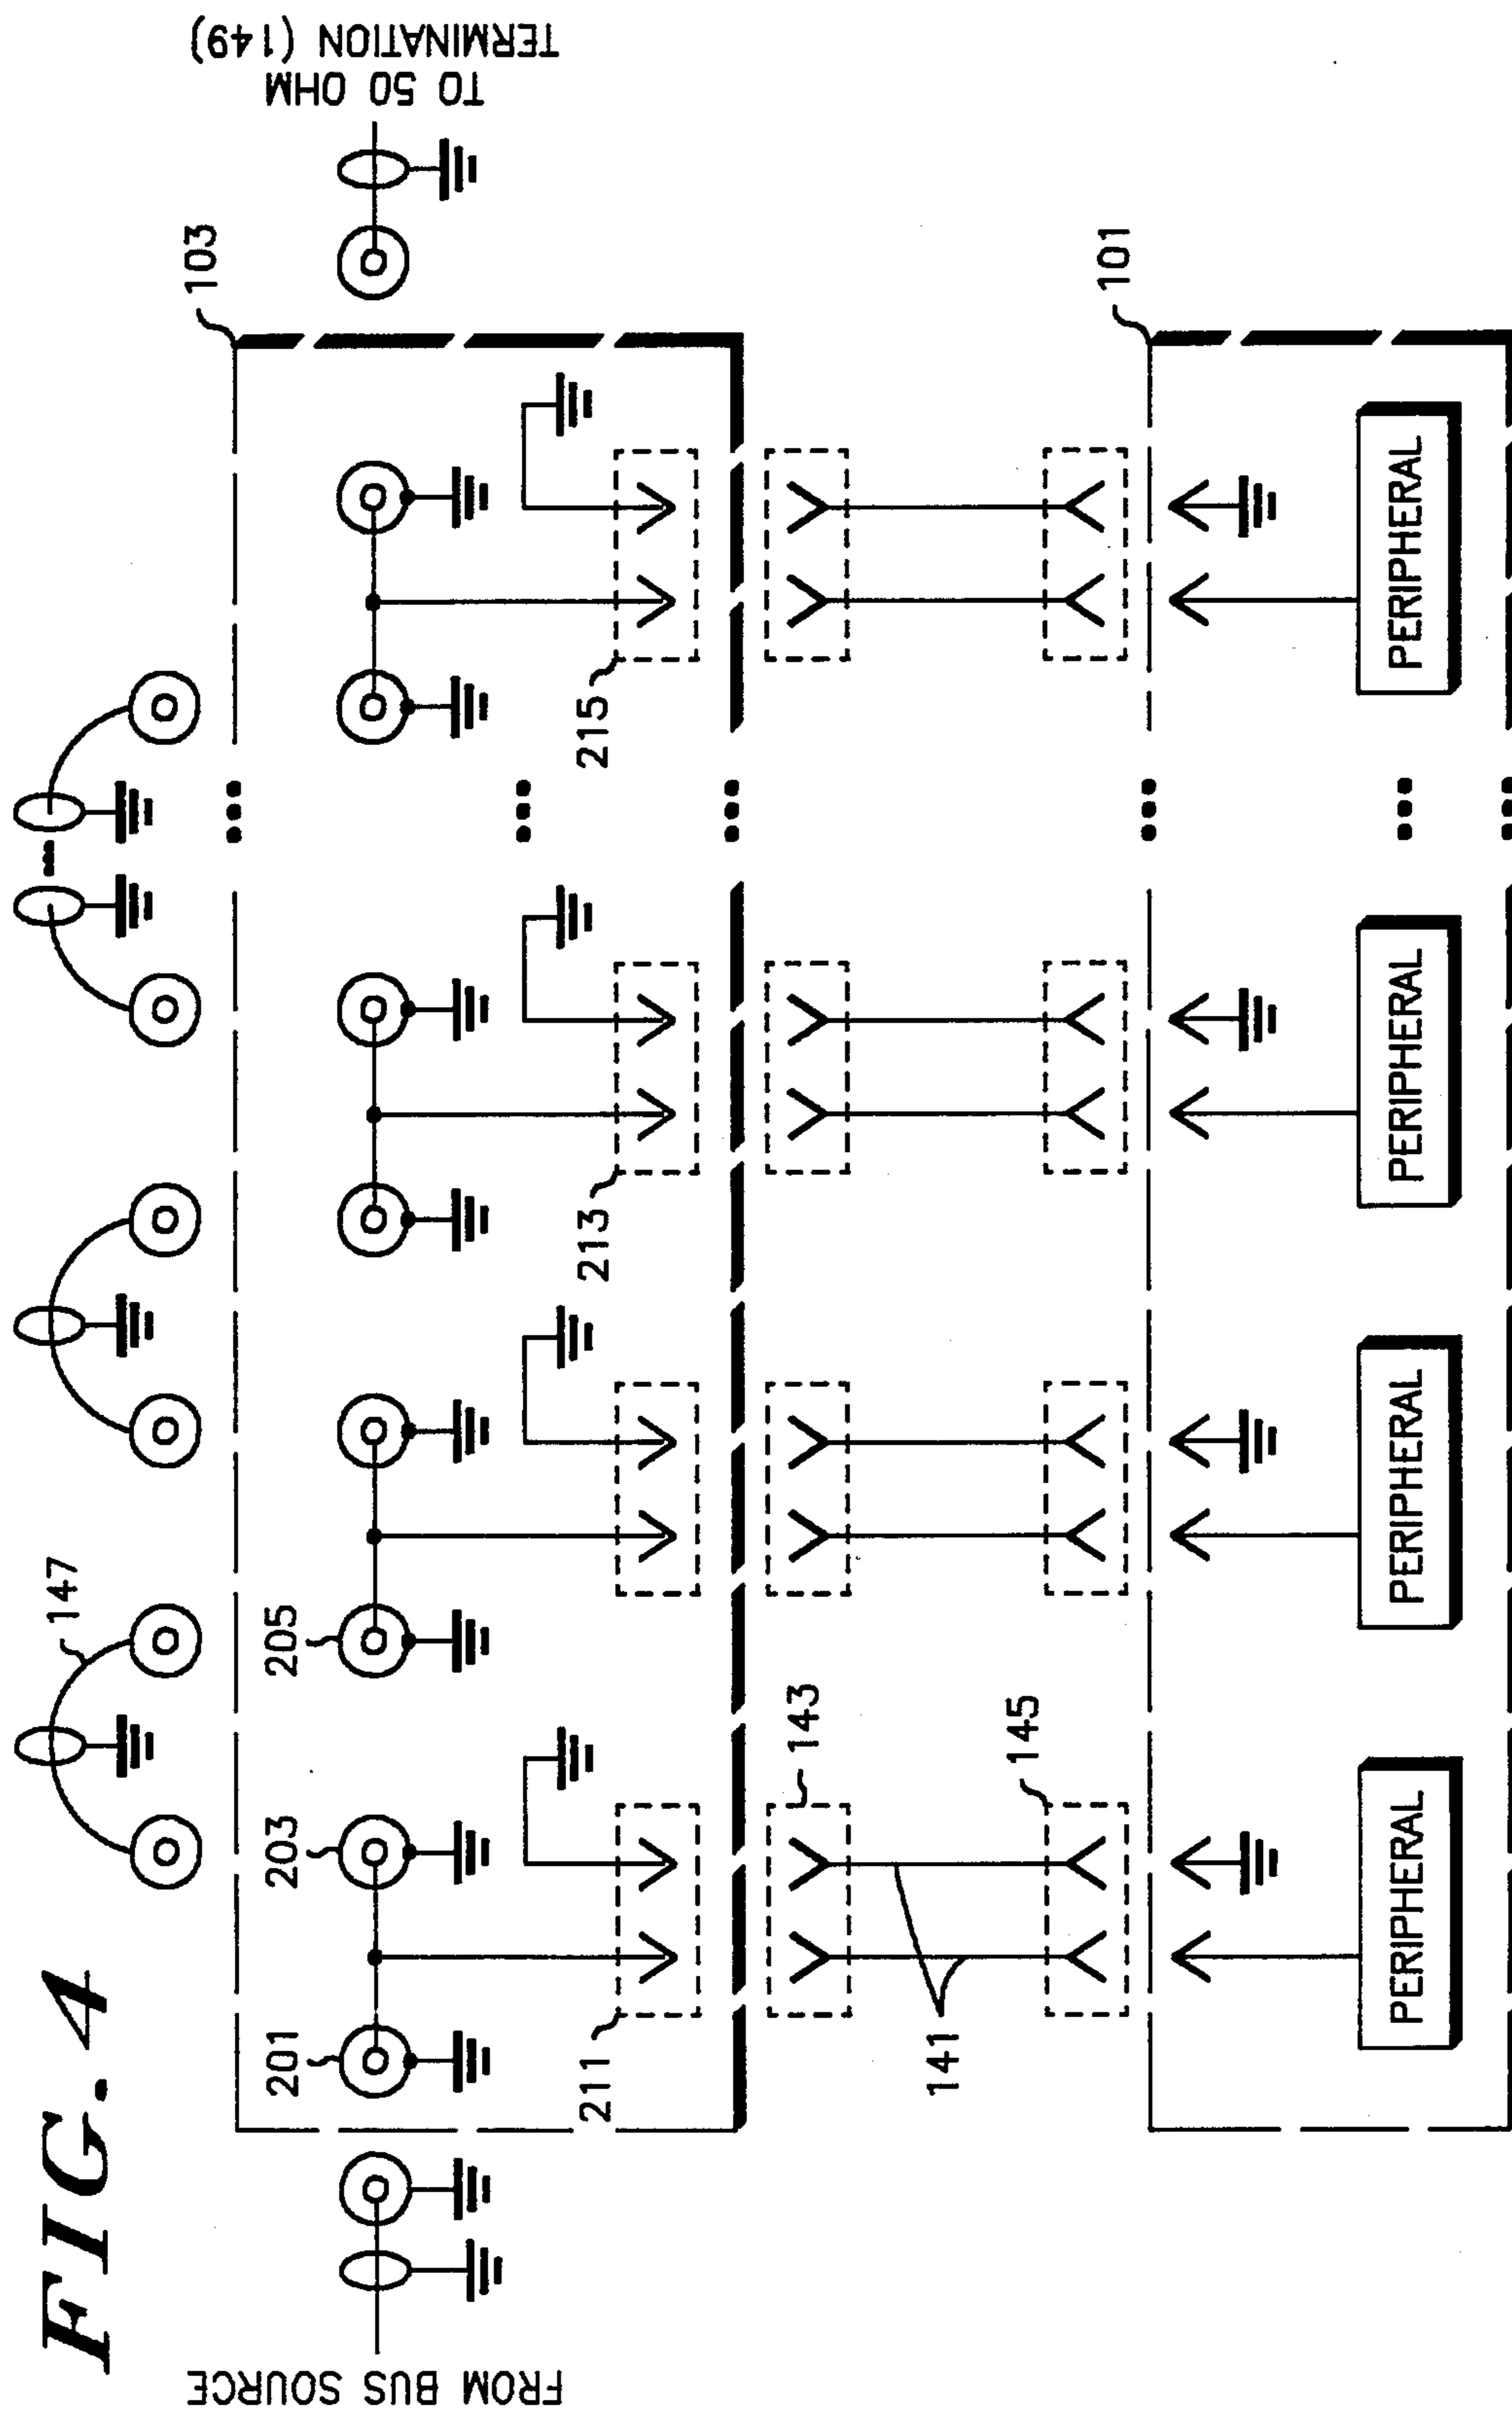 FIG. 4
147
103
201
203
205
FROM BUS SOURCE
TO 50 OHM
TERMINATION (149)
211
213
215
143
141
145
101
PERIPHERAL
PERIPHERAL
PERIPHERAL
PERIPHERAL